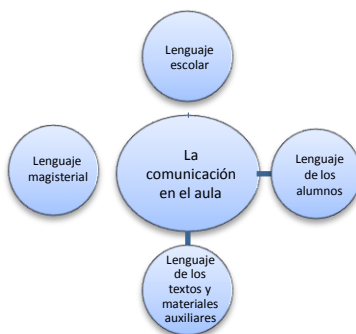 Lenguaje
escolar
Lenguaje
magisterial
La
comunicación
en el aula
Lenguaje
de los
alumnos
Lenguaje
de los
textos y
materiales
auxiliares